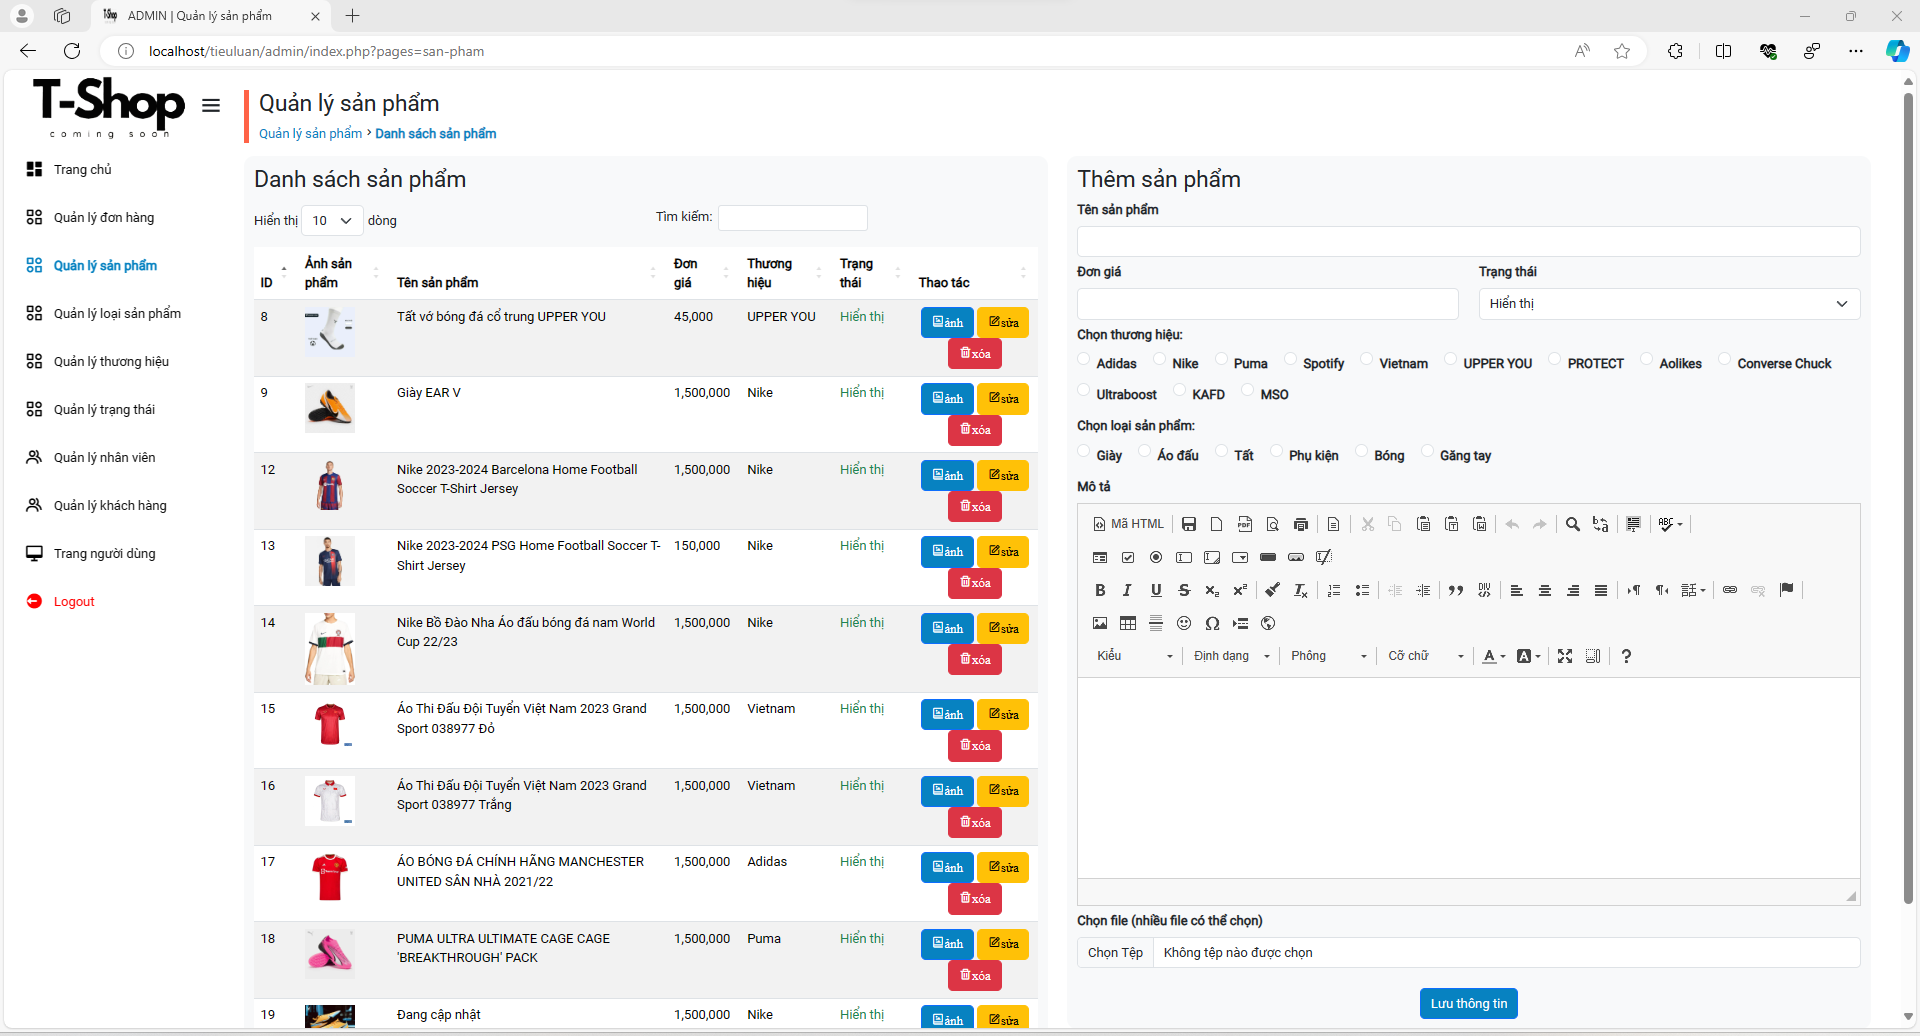 ADMIN | Quản lý sản phẩm
localhost/tieuluan/admin/index.php?pages=san-pham
T-Shop
coming soon
Trang chủ
Quản lý đơn hàng
Quản lý sản phẩm
Quản lý loại sản phẩm
Quản lý thương hiệu
Quản lý trạng thái
Quản lý nhân viên
Quản lý khách hàng
Trang người dùng
Logout
Quản lý sản phẩm
Quản lý sản phẩm › Danh sách sản phẩm
Danh sách sản phẩm
Hiển thị 10 dòng
Tìm kiếm:
ID Ảnh sản phẩm Tên sản phẩm Đơn giá Thương hiệu Trạng thái Thao tác
8 Tất vớ bóng đá cổ trung UPPER YOU 45,000 UPPER YOU Hiển thị ảnh sửa
xóa
9 Giày EAR V 1,500,000 Nike Hiển thị ảnh sửa
xóa
12 Nike 2023-2024 Barcelona Home Football 1,500,000 Nike Hiển thị ảnh sửa
Soccer T-Shirt Jersey xóa
13 Nike 2023-2024 PSG Home Football Soccer T- 150,000 Nike Hiển thị ảnh sửa
Shirt Jersey xóa
14 Nike Bồ Đào Nha Áo đấu bóng đá nam World 1,500,000 Nike Hiển thị ảnh sửa
Cup 22/23 xóa
15 Áo Thi Đấu Đội Tuyển Việt Nam 2023 Grand 1,500,000 Vietnam Hiển thị ảnh sửa
Sport 038977 Đỏ xóa
16 Áo Thi Đấu Đội Tuyển Việt Nam 2023 Grand 1,500,000 Vietnam Hiển thị ảnh sửa
Sport 038977 Trắng xóa
17 ÁO BÓNG ĐÁ CHÍNH HÃNG MANCHESTER 1,500,000 Adidas Hiển thị ảnh sửa
UNITED SÂN NHÀ 2021/22 xóa
18 PUMA ULTRA ULTIMATE CAGE CAGE 1,500,000 Puma Hiển thị ảnh sửa
'BREAKTHROUGH' PACK xóa
19 Đang cập nhật 1,500,000 Nike Hiển thị ảnh sửa
Thêm sản phẩm
Tên sản phẩm
Đơn giá Trạng thái
Hiển thị
Chọn thương hiệu:
Adidas Nike Puma Spotify Vietnam UPPER YOU PROTECT Aolikes Converse Chuck
Ultraboost KAFD MSO
Chọn loại sản phẩm:
Giày Áo đấu Tất Phụ kiện Bóng Găng tay
Mô tả
Mã HTML
Kiểu Định dạng Phông Cỡ chữ
Chọn file (nhiều file có thể chọn)
Chọn Tệp Không tệp nào được chọn
Lưu thông tin